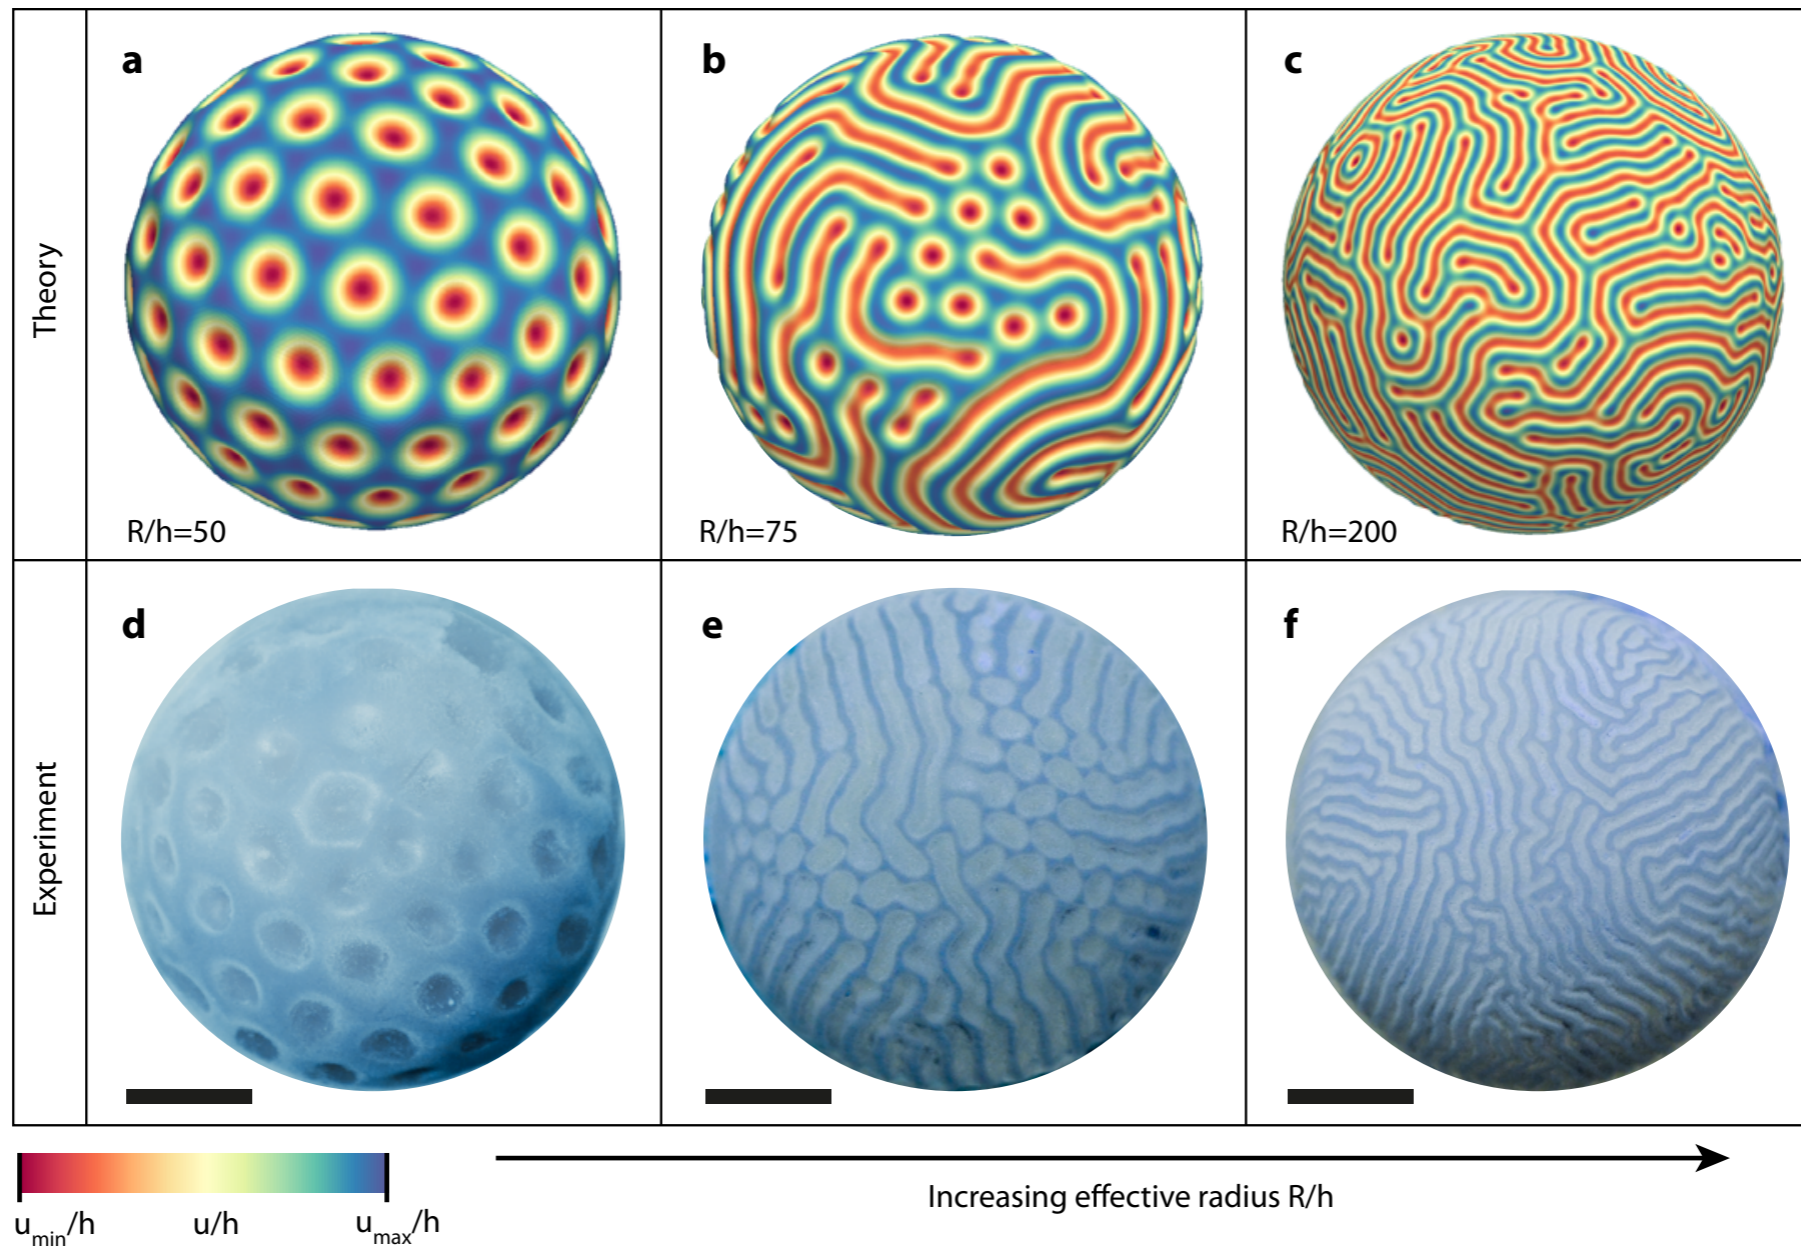 Theory
a
b
c
R/h=50
R/h=75
R/h=200
Experiment
d
e
f
u_min/h
u/h
u_max/h
Increasing effective radius R/h